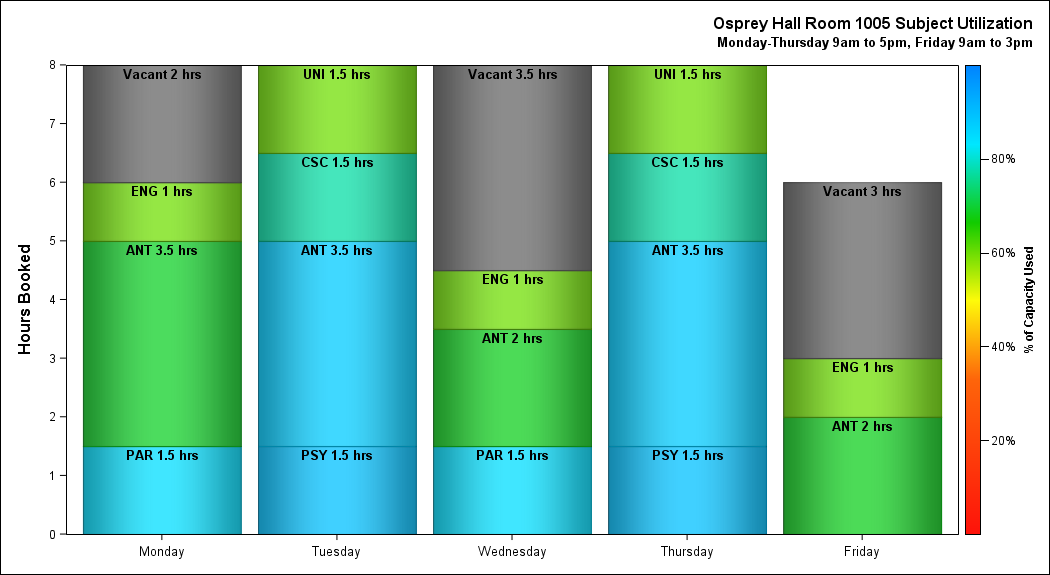 Osprey Hall Room 1005 Subject Utilization
Monday-Thursday 9am to 5pm, Friday 9am to 3pm
Hours Booked
8
7
6
5
4
3
2
1
0
Vacant 2 hrs
ENG 1 hrs
ANT 3.5 hrs
PAR 1.5 hrs
UNI 1.5 hrs
CSC 1.5 hrs
ANT 3.5 hrs
PSY 1.5 hrs
Vacant 3.5 hrs
ENG 1 hrs
ANT 2 hrs
PAR 1.5 hrs
UNI 1.5 hrs
CSC 1.5 hrs
ANT 3.5 hrs
PSY 1.5 hrs
Vacant 3 hrs
ENG 1 hrs
ANT 2 hrs
Monday
Tuesday
Wednesday
Thursday
Friday
80%
60%
40%
20%
% of Capacity Used